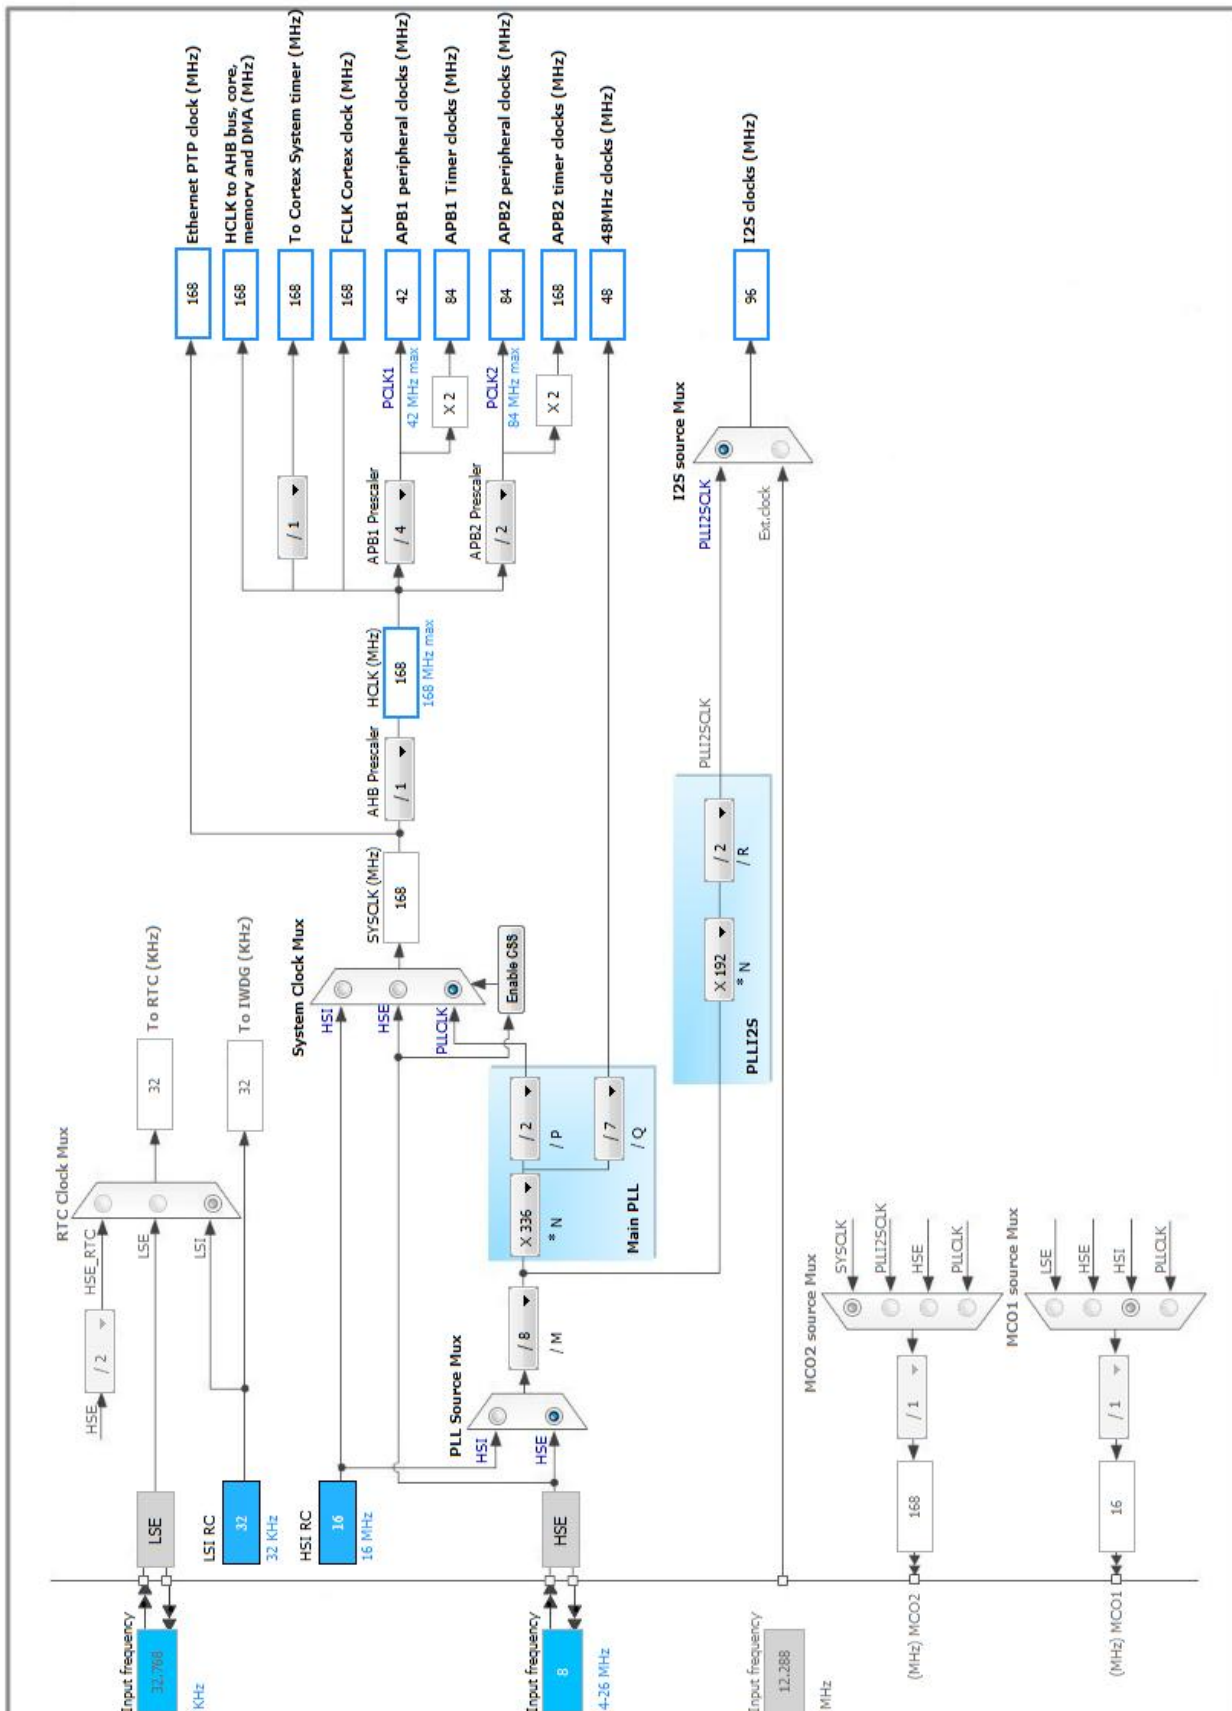 Input frequency
32.768
KHz
LSE
LSI RC
32
32 KHz
HSI RC
16
16 MHz
Input frequency
8
4-26 MHz
HSE
Input frequency
12.288
MHz
HSE
/ 2
HSE_RTC
LSE
LSI
RTC Clock Mux
32
To RTC (KHz)
32
To IWDG (KHz)
PLL Source Mux
HSI
HSE
/ 8
/ M
X 336
* N
/ 2
/ P
/ 7
/ Q
Main PLL
System Clock Mux
HSI
HSE
PLLCLK
Enable CSS
SYSCLK (MHz)
168
AHB Prescaler
/ 1
HCLK (MHz)
168
168 MHz max
/ 1
APB1 Prescaler
/ 4
APB2 Prescaler
/ 2
PCLK1
42 MHz max
X 2
PCLK2
84 MHz max
X 2
168
Ethernet PTP clock (MHz)
168
HCLK to AHB bus, core,
memory and DMA (MHz)
168
To Cortex System timer (MHz)
168
FCLK Cortex clock (MHz)
42
APB1 peripheral clocks (MHz)
84
APB1 Timer clocks (MHz)
84
APB2 peripheral clocks (MHz)
168
APB2 timer clocks (MHz)
48
48MHz clocks (MHz)
PLLI2S
X 192
* N
/ 2
/ R
PLLI2SCLK
PLLI2SCLK
Ext.clock
I2S source Mux
96
I2S clocks (MHz)
MCO2 source Mux
SYSCLK
PLLI2SCLK
HSE
PLLCLK
/ 1
168
(MHz) MCO2
MCO1 source Mux
LSE
HSE
HSI
PLLCLK
/ 1
16
(MHz) MCO1